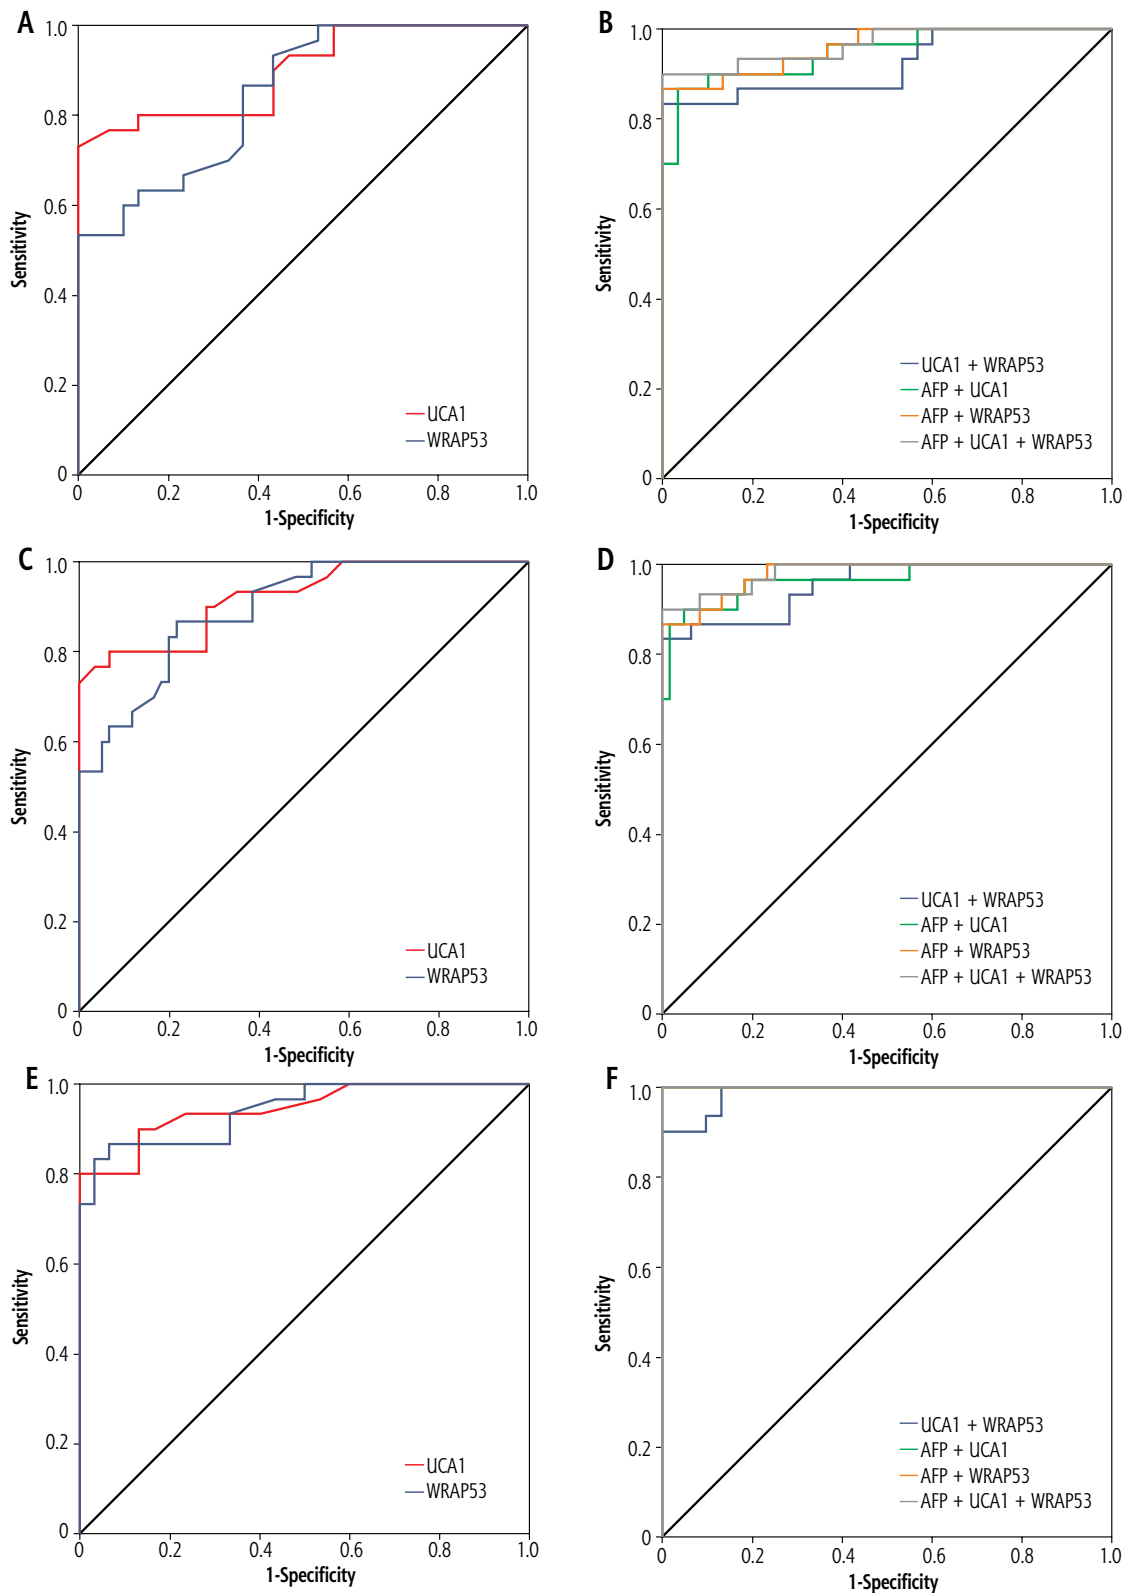 A
1.0
0.8
0.6
0.4
0.2
0
Sensitivity
UCA1
WRAP53
0 0.2 0.4 0.6 0.8 1.0
1-Specificity
B
1.0
0.8
0.6
0.4
0.2
0
Sensitivity
UCA1 + WRAP53
AFP + UCA1
AFP + WRAP53
AFP + UCA1 + WRAP53
0 0.2 0.4 0.6 0.8 1.0
1-Specificity
C
1.0
0.8
0.6
0.4
0.2
0
Sensitivity
UCA1
WRAP53
0 0.2 0.4 0.6 0.8 1.0
1-Specificity
D
1.0
0.8
0.6
0.4
0.2
0
Sensitivity
UCA1 + WRAP53
AFP + UCA1
AFP + WRAP53
AFP + UCA1 + WRAP53
0 0.2 0.4 0.6 0.8 1.0
1-Specificity
E
1.0
0.8
0.6
0.4
0.2
0
Sensitivity
UCA1
WRAP53
0 0.2 0.4 0.6 0.8 1.0
1-Specificity
F
1.0
0.8
0.6
0.4
0.2
0
Sensitivity
UCA1 + WRAP53
AFP + UCA1
AFP + WRAP53
AFP + UCA1 + WRAP53
0 0.2 0.4 0.6 0.8 1.0
1-Specificity